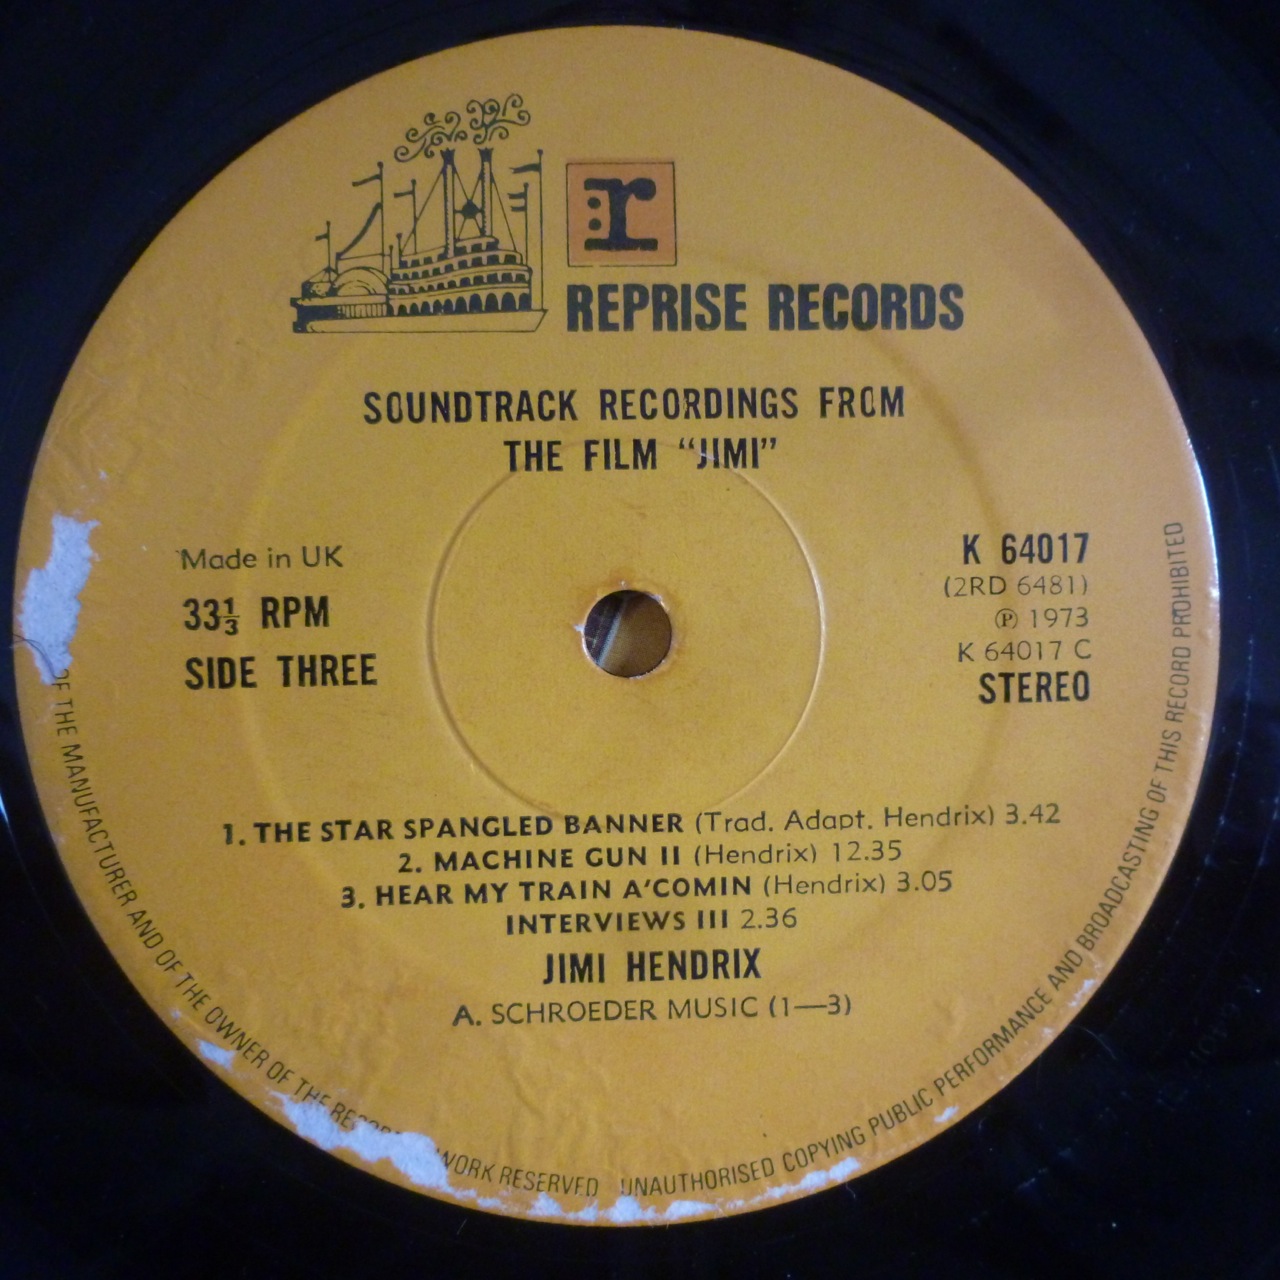 r
REPRISE RECORDS
SOUNDTRACK RECORDINGS FROM
THE FILM “JIMI”
Made in UK
33⅓ RPM
SIDE THREE
K 64017
(2RD 6481)
℗ 1973
K 64017 C
STEREO
1. THE STAR SPANGLED BANNER (Trad. Adapt. Hendrix) 3.42
2. MACHINE GUN II (Hendrix) 12.35
3. HEAR MY TRAIN A'COMIN (Hendrix) 3.05
INTERVIEWS III 2.36
JIMI HENDRIX
A. SCHROEDER MUSIC (1—3)
OF THE MANUFACTURER AND OF THE OWNER OF THE WORK RESERVED UNAUTHORISED COPYING PUBLIC PERFORMANCE AND BROADCASTING OF THIS RECORD PROHIBITED